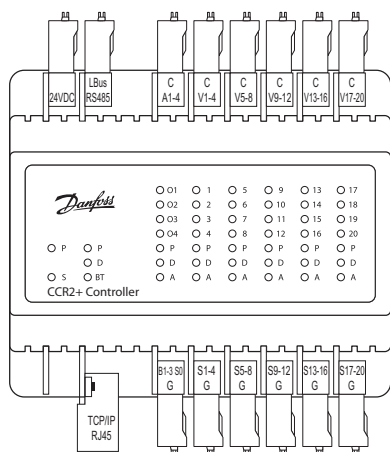 24VDC LBus RS485 C A1-4 C V1-4 C V5-8 C V9-12 C V13-16 C V17-20
Danfoss
O1 1 5 9 13 17
O2 2 6 10 14 18
O3 3 7 11 15 19
O4 4 8 12 16 20
P P P P P P P P
D D D D D D D
S BT A A A A A A
CCR2+ Controller
B1-3 S0 G S1-4 G S5-8 G S9-12 G S13-16 G S17-20 G
TCP/IP
RJ45